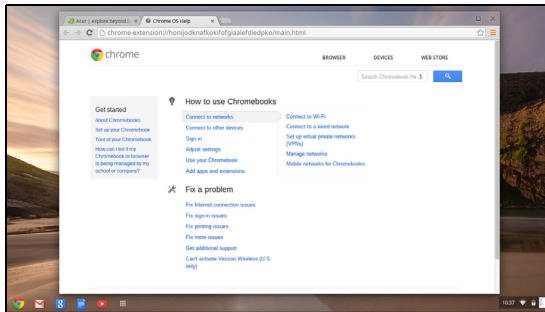 Acer | explore beyond li
Chrome OS Help
chrome-extension://honijodknafkokifofgiaalefdiedpko/main.html
chrome
BROWSER DEVICES WEB STORE
Search Chromebook He
Get started
About Chromebooks
Set up your Chromebook
Tour of your Chromebook
How can I tell if my
Chromebook or browser
is being managed by my
school or company?
How to use Chromebooks
Connect to networks
Connect to other devices
Sign in
Adjust settings
Use your Chromebook
Add apps and extensions
Connect to Wi-Fi
Connect to a wired network
Set up virtual private networks
(VPNs)
Manage networks
Mobile networks for Chromebooks
Fix a problem
Fix Internet connection issues
Fix sign-in issues
Fix printing issues
Fix more issues
Get additional support
Can't activate Verizon Wireless (U.S.
only)
8
10:37